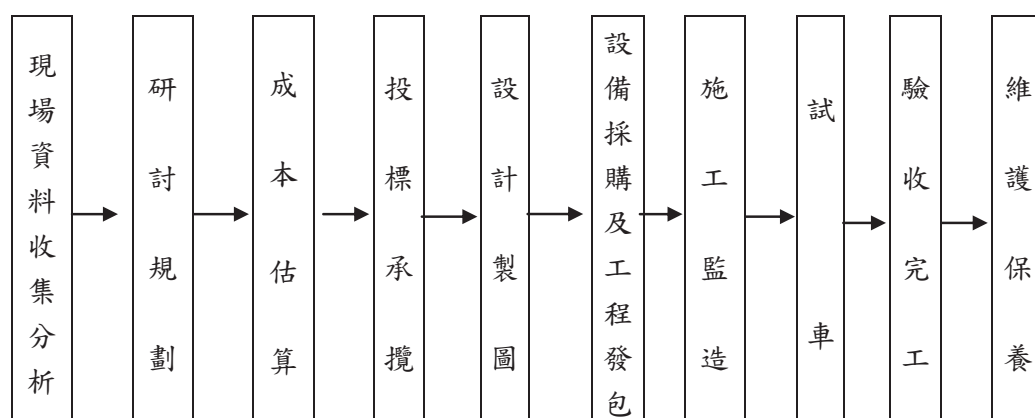 現場資料收集分析
研討規劃
成本估算
投標承攬
設計製圖
設備採購及工程發包
施工監造
試車
驗收完工
維護保養